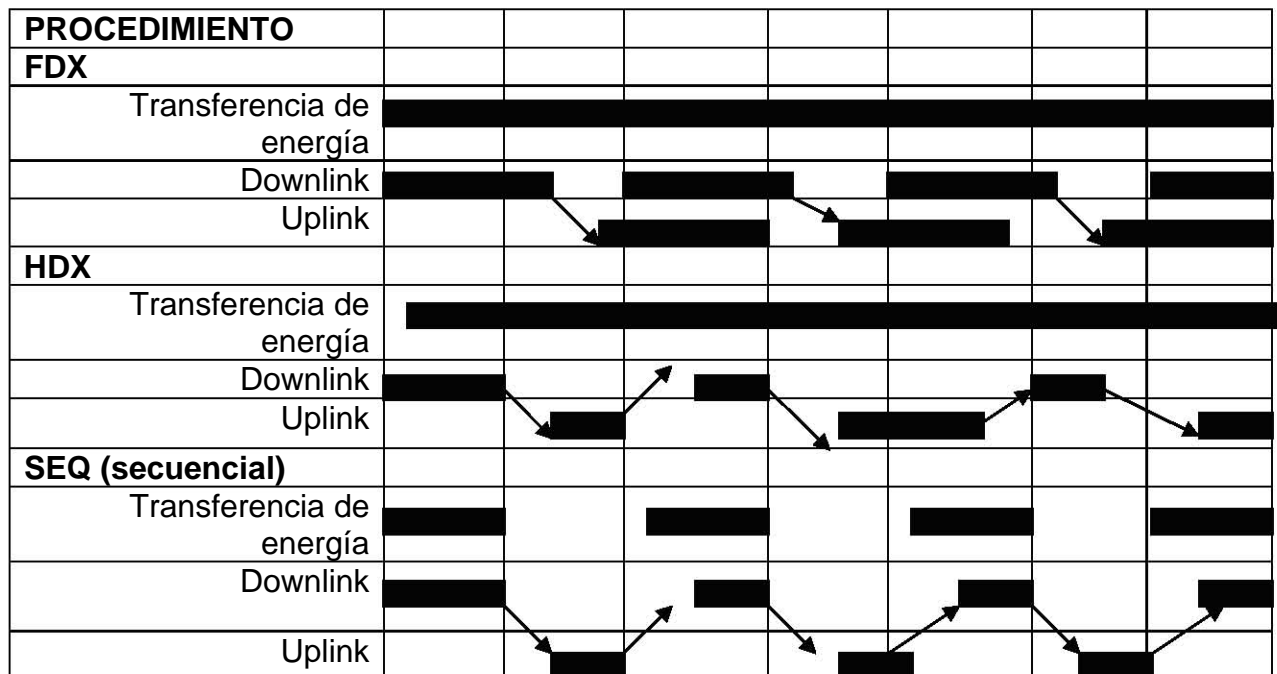 PROCEDIMIENTO
FDX
Transferencia de
energía
Downlink
Uplink
HDX
Transferencia de
energía
Downlink
Uplink
SEQ (secuencial)
Transferencia de
energía
Downlink
Uplink